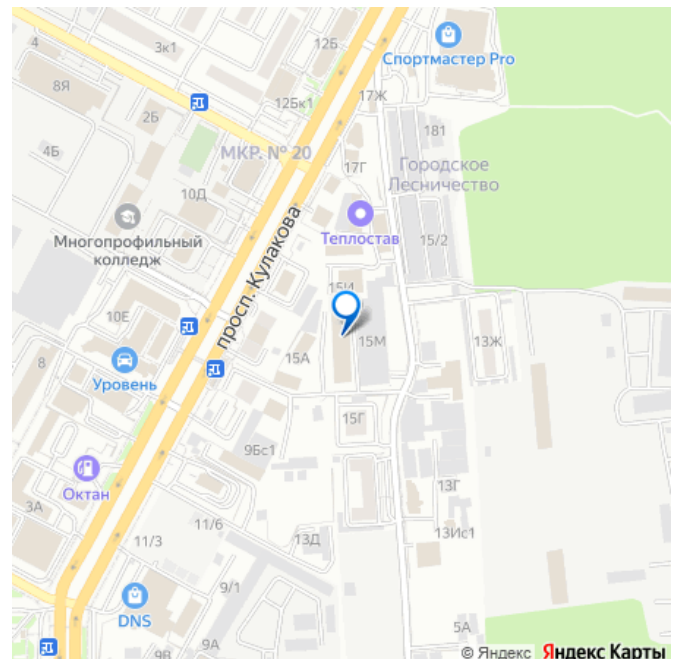 4
3к1
12Б
Спортмастер Pro
8Я
12Бк1
17Ж
2Б
181
4Б
МКР. № 20
17Г
Городское
Лесничество
10Д
Многопрофильный
колледж
Теплостав
15/2
просп. Кулакова
15И
10Е
15А
15М
13Ж
8
Уровень
15Г
9Бс1
Октан
3А
11/6
13Г
11/3
13Д
13Ис1
9/1
DNS
5А
9В
9А
© Яндекс Яндекс Карты